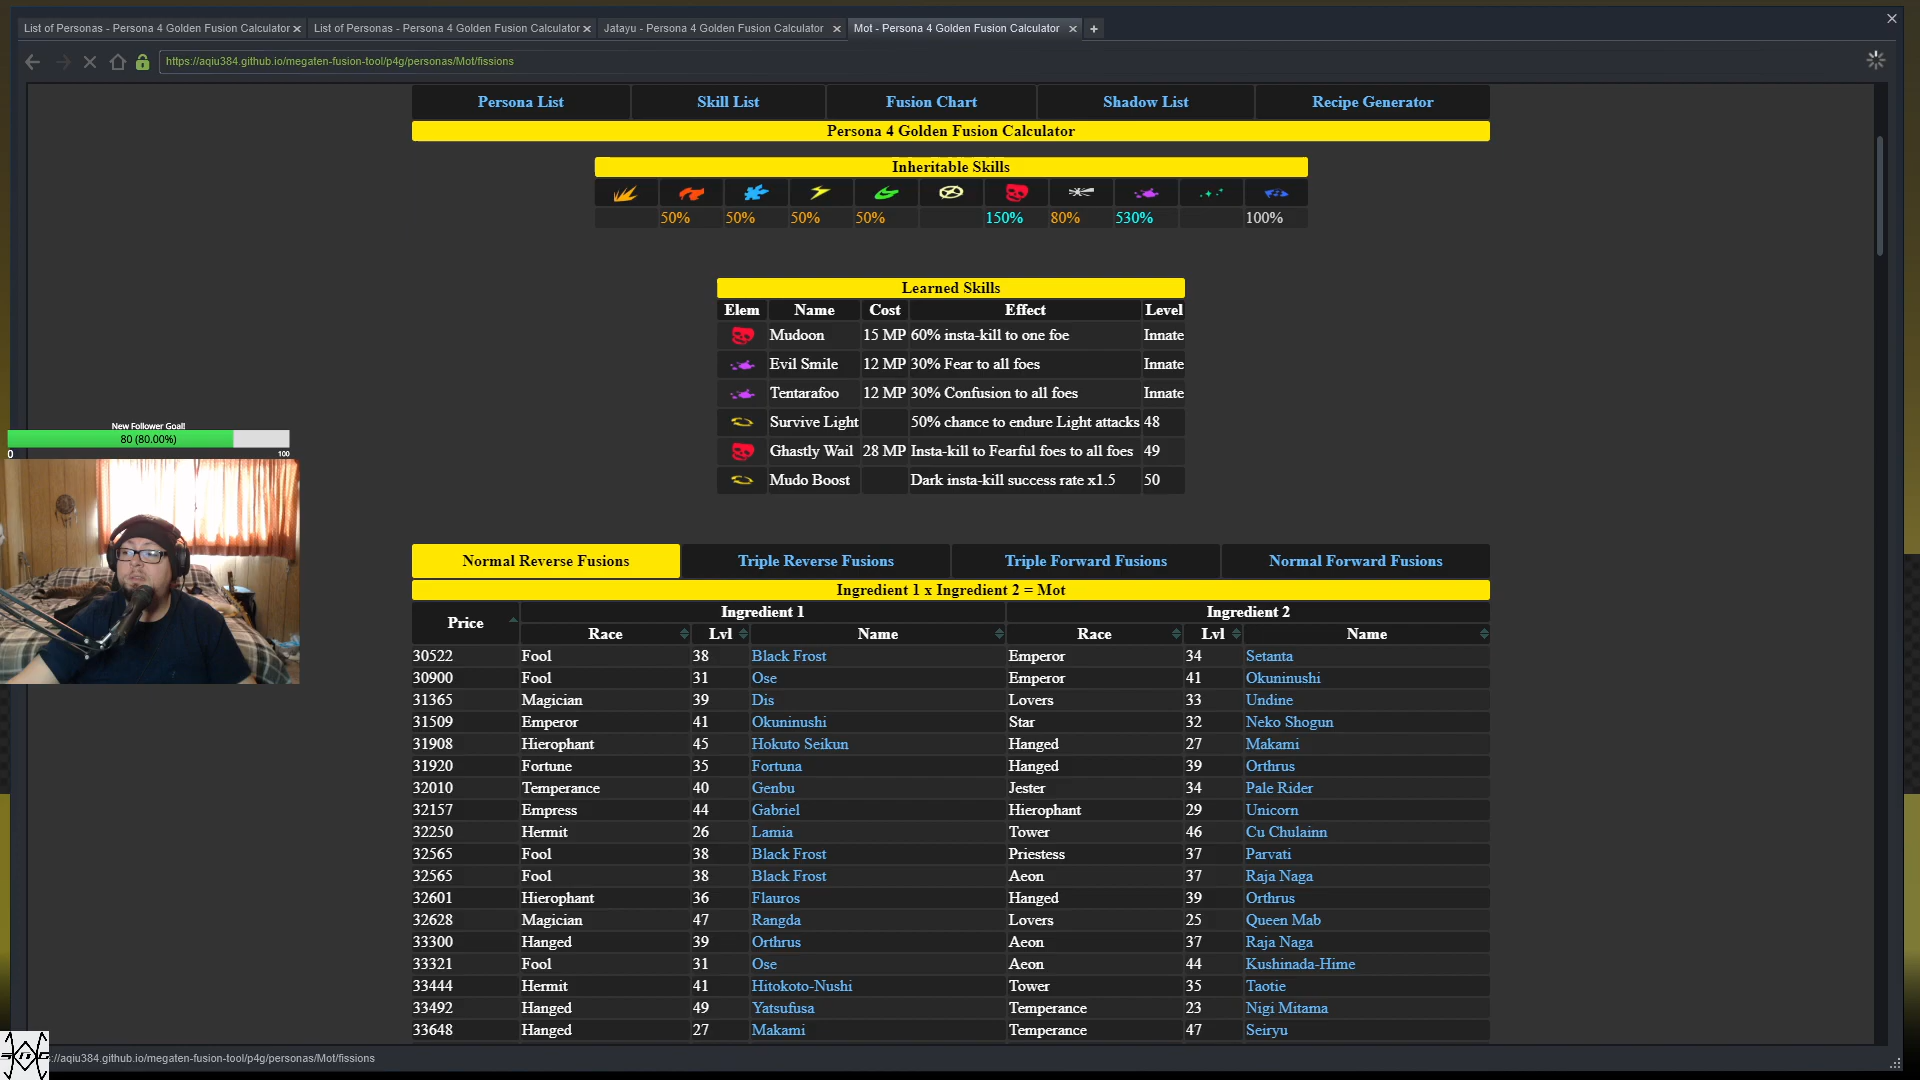 List of Personas - Persona 4 Golden Fusion Calculator
List of Personas - Persona 4 Golden Fusion Calculator
Jatayu - Persona 4 Golden Fusion Calculator
Mot - Persona 4 Golden Fusion Calculator
https://aqiu384.github.io/megaten-fusion-tool/p4g/personas/Mot/fissions
Persona List Skill List Fusion Chart Shadow List Recipe Generator
Persona 4 Golden Fusion Calculator
Inheritable Skills
50% 50% 50% 50% 150% 80% 530% 100%
Learned Skills
Elem Name Cost Effect Level
Mudoon 15 MP 60% insta-kill to one foe Innate
Evil Smile 12 MP 30% Fear to all foes Innate
Tentarafoo 12 MP 30% Confusion to all foes Innate
Survive Light 50% chance to endure Light attacks 48
Ghastly Wail 28 MP Insta-kill to Fearful foes to all foes 49
Mudo Boost Dark insta-kill success rate x1.5 50
New Follower Goal!
80 (80.00%)
0 100
Normal Reverse Fusions Triple Reverse Fusions Triple Forward Fusions Normal Forward Fusions
Ingredient 1 x Ingredient 2 = Mot
Price Ingredient 1 Ingredient 2
Race Lvl Name Race Lvl Name
30522 Fool 38 Black Frost Emperor 34 Setanta
30900 Fool 31 Ose Emperor 41 Okuninushi
31365 Magician 39 Dis Lovers 33 Undine
31509 Emperor 41 Okuninushi Star 32 Neko Shogun
31908 Hierophant 45 Hokuto Seikun Hanged 27 Makami
31920 Fortune 35 Fortuna Hanged 39 Orthrus
32010 Temperance 40 Genbu Jester 34 Pale Rider
32157 Empress 44 Gabriel Hierophant 29 Unicorn
32250 Hermit 26 Lamia Tower 46 Cu Chulainn
32565 Fool 38 Black Frost Priestess 37 Parvati
32565 Fool 38 Black Frost Aeon 37 Raja Naga
32601 Hierophant 36 Flauros Hanged 39 Orthrus
32628 Magician 47 Rangda Lovers 25 Queen Mab
33300 Hanged 39 Orthrus Aeon 37 Raja Naga
33321 Fool 31 Ose Aeon 44 Kushinada-Hime
33444 Hermit 41 Hitokoto-Nushi Tower 35 Taotie
33492 Hanged 49 Yatsufusa Temperance 23 Nigi Mitama
33648 Hanged 27 Makami Temperance 47 Seiryu
://aqiu384.github.io/megaten-fusion-tool/p4g/personas/Mot/fissions